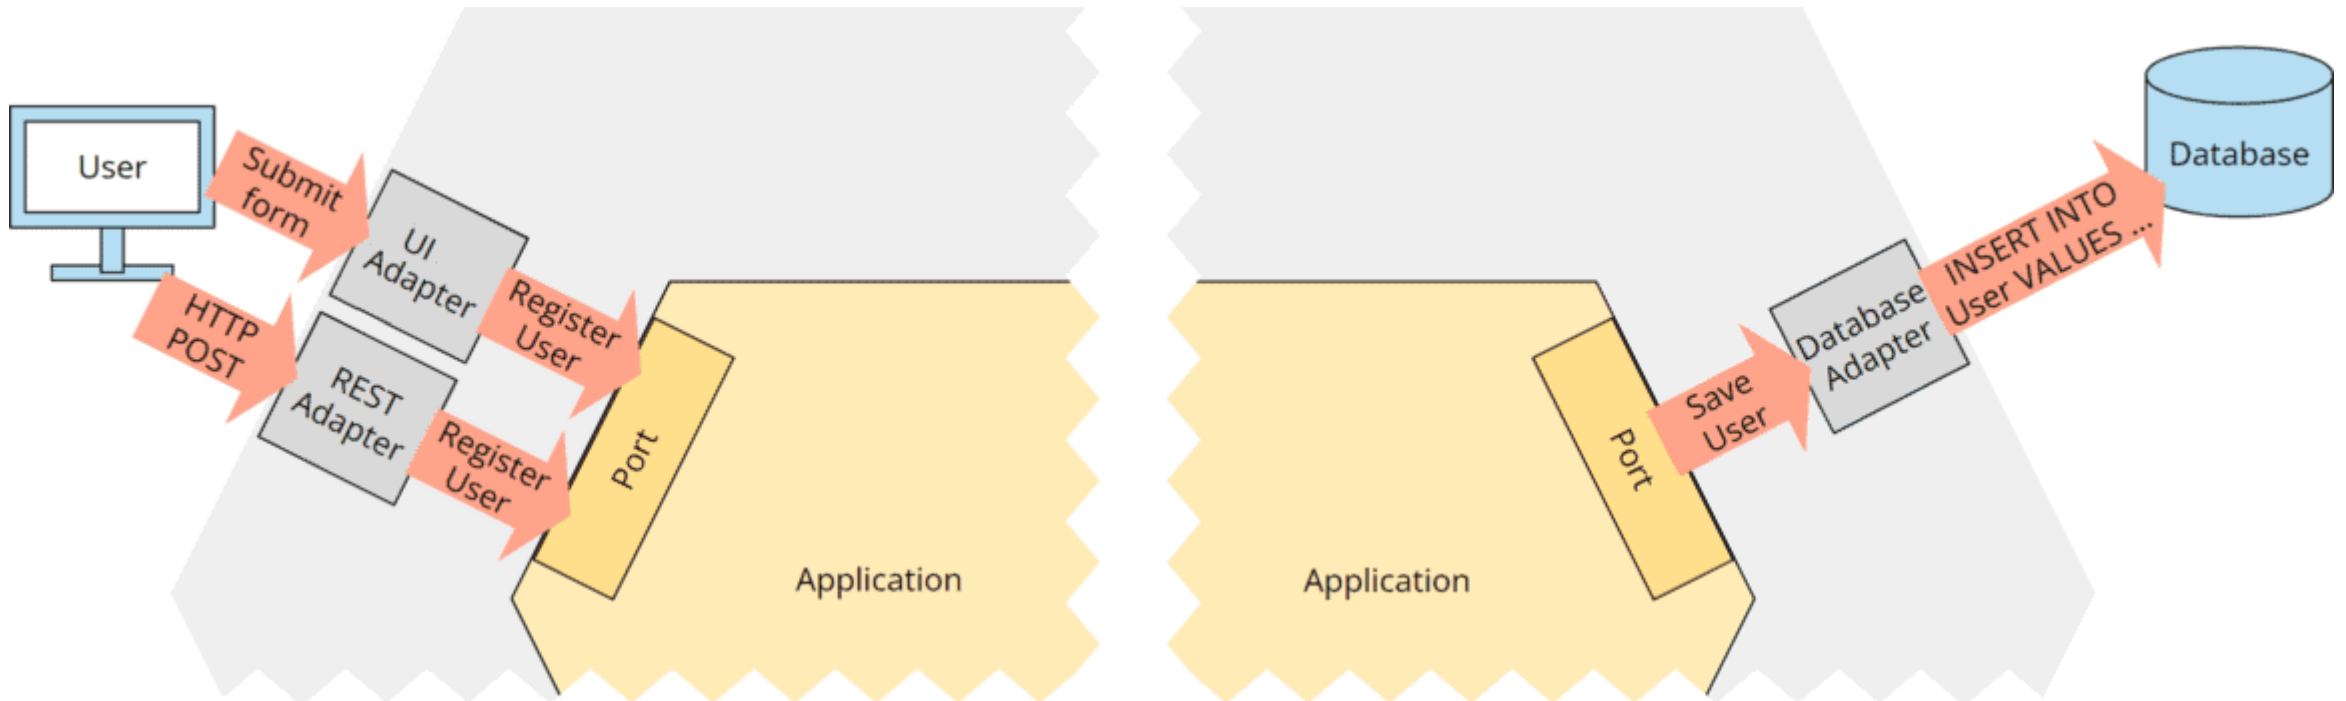 User
Submit
form
HTTP
POST
UI
Adapter
REST
Adapter
Register
User
Register
User
Port
Application
Application
Port
Save
User
Database
Adapter
INSERT INTO
User VALUES ...
Database